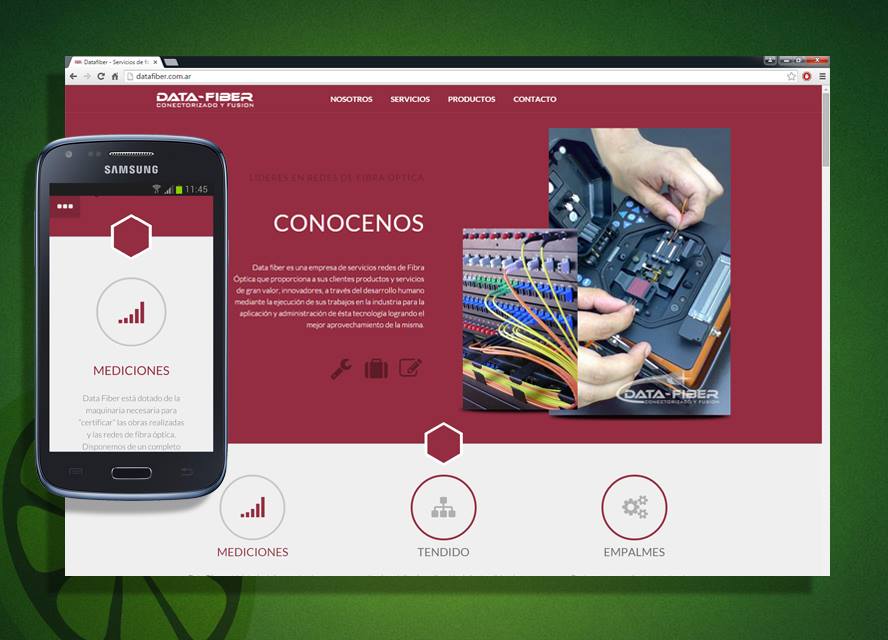 Datafiber - Servicios de f
datafiber.com.ar
DATA-FIBER
CONECTORIZADO Y FUSION
NOSOTROS
SERVICIOS
PRODUCTOS
CONTACTO
LIDERES EN REDES DE FIBRA ÓPTICA
CONOCENOS
Data fiber es una empresa de servicios redes de Fibra
Óptica que proporciona a sus clientes productos y servicios
de gran valor, innovadores, a través del desarrollo humano
mediante la ejecución de sus trabajos en la industria para la
aplicación y administración de ésta tecnología logrando el
mejor aprovechamiento de la misma.
DATA-FIBER
CONECTORIZADO Y FUSION
MEDICIONES
TENDIDO
EMPALMES
SAMSUNG
11:45
MEDICIONES
Data Fiber está dotado de la
maquinaria necesaria para
"certificar" las obras realizadas
y las redes de fibra óptica.
Disponemos de un completo